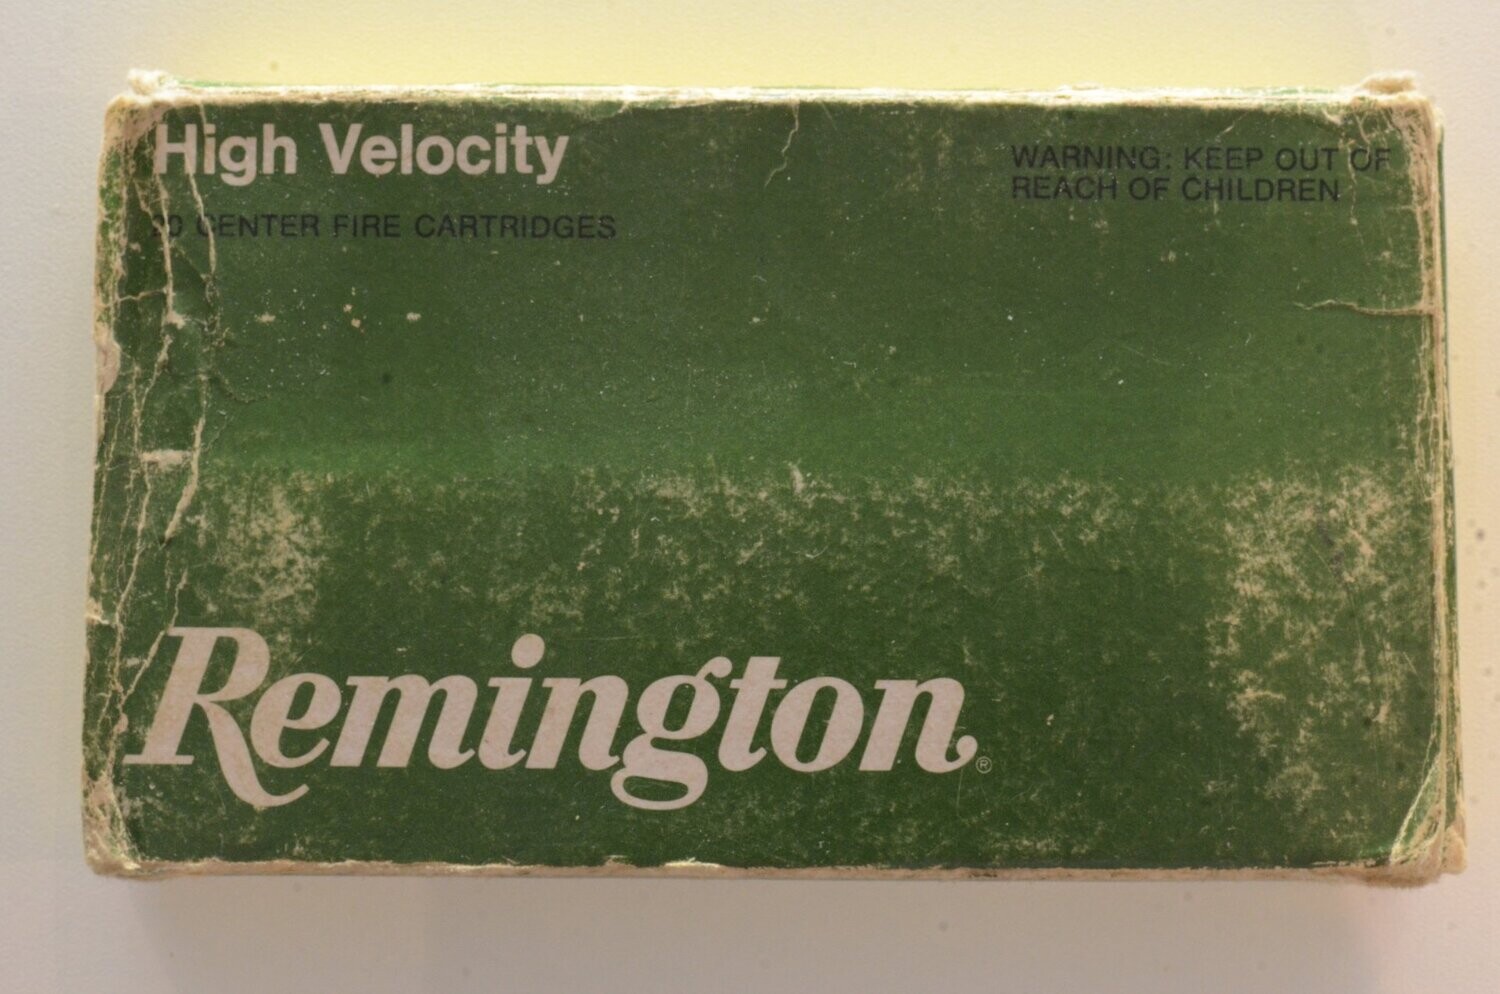 High Velocity
CENTER FIRE CARTRIDGES
WARNING: KEEP OUT OF
REACH OF CHILDREN
Remington®